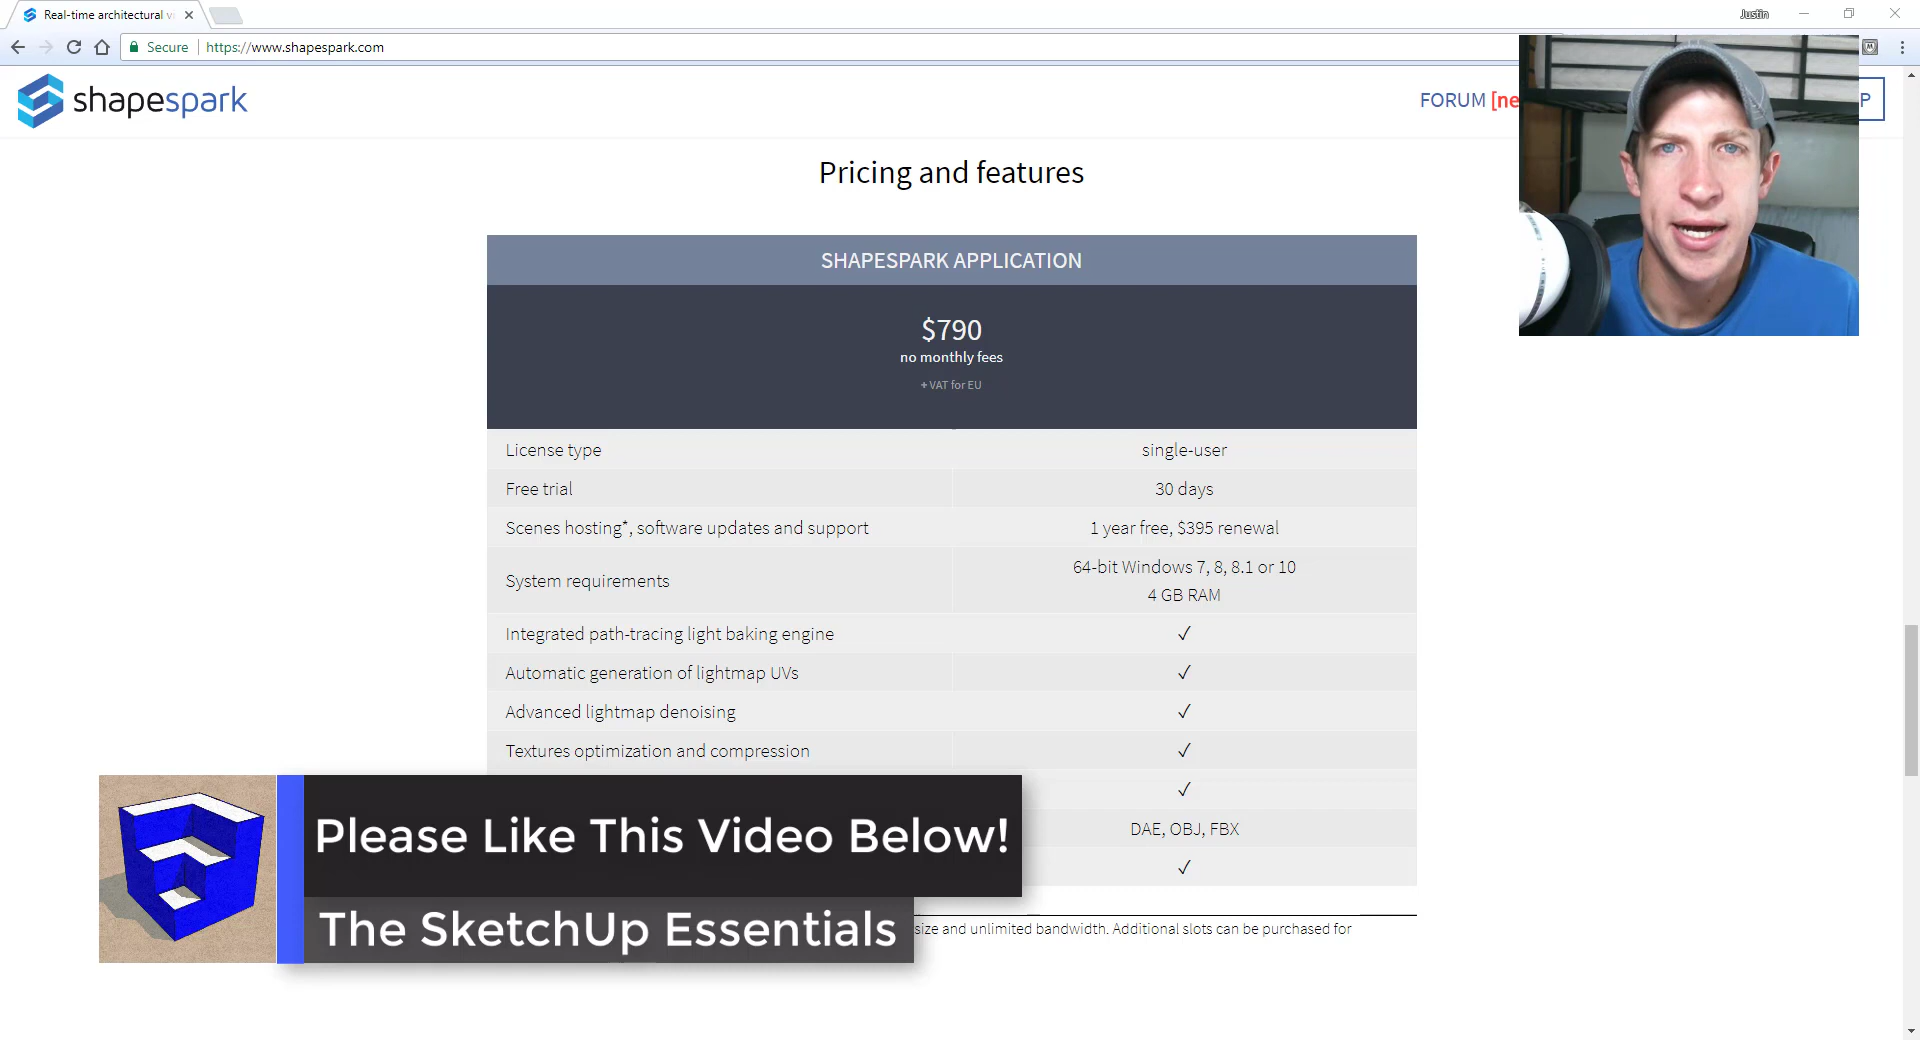 Real-time architectural v
Justin
Secure
https://www.shapespark.com
shapespark
FORUM [ne
P
Pricing and features
SHAPESPARK APPLICATION
$790
no monthly fees
+ VAT for EU
License type single-user
Free trial 30 days
Scenes hosting*, software updates and support 1 year free, $395 renewal
System requirements 64-bit Windows 7, 8, 8.1 or 10
4 GB RAM
Integrated path-tracing light baking engine ✓
Automatic generation of lightmap UVs ✓
Advanced lightmap denoising ✓
Textures optimization and compression ✓
✓
DAE, OBJ, FBX
✓
Please Like This Video Below!
The SketchUp Essentials
size and unlimited bandwidth. Additional slots can be purchased for